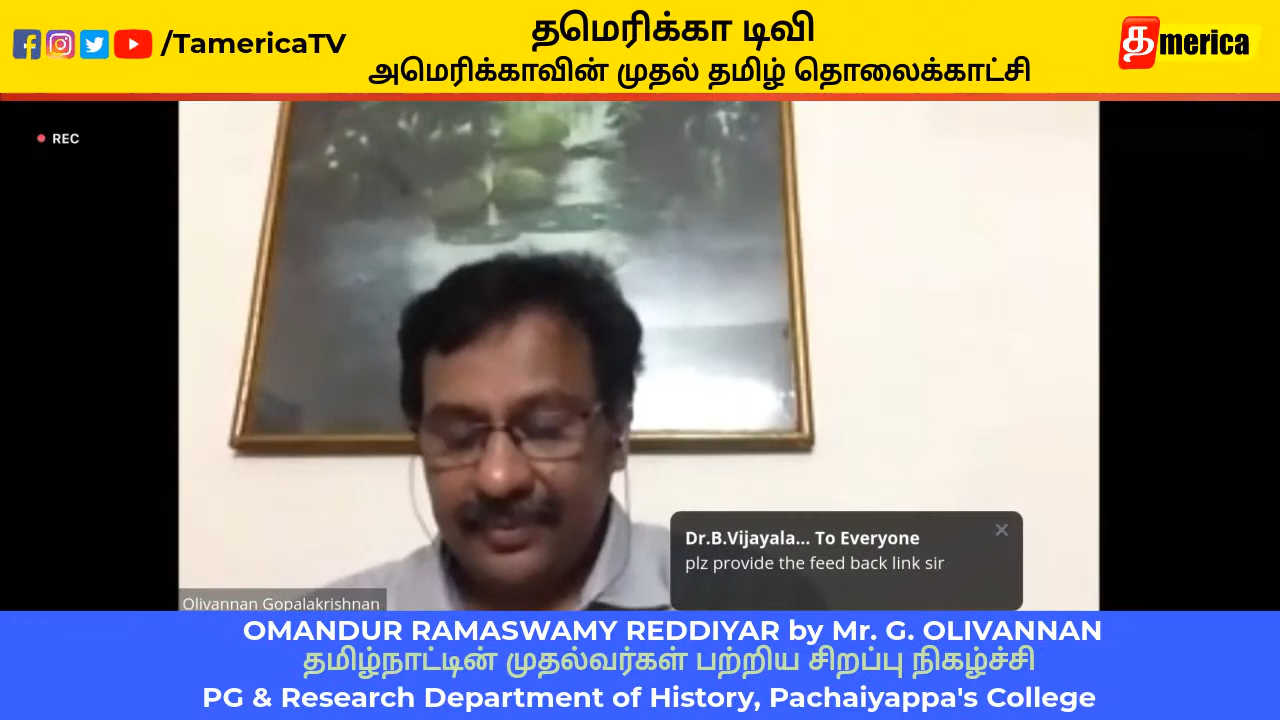 /TamericaTV
தமெரிக்கா டிவி
அமெரிக்காவின் முதல் தமிழ் தொலைக்காட்சி
தmerica
REC
Dr.B.Vijayala... To Everyone
plz provide the feed back link sir
Olivannan Gopalakrishnan
OMANDUR RAMASWAMY REDDIYAR by Mr. G. OLIVANNAN
தமிழ்நாட்டின் முதல்வர்கள் பற்றிய சிறப்பு நிகழ்ச்சி
PG & Research Department of History, Pachaiyappa's College